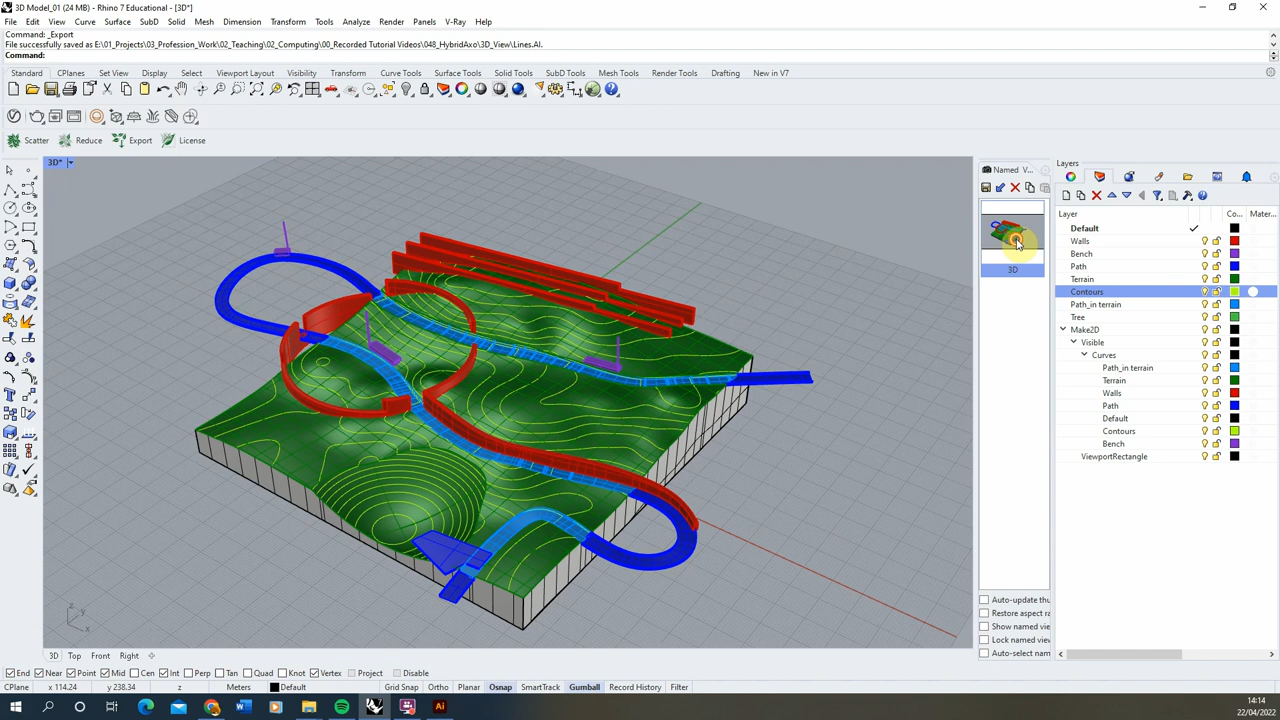 3D Model_01 (24 MB) - Rhino 7 Educational - [3D*]
File Edit View Curve Surface SubD Solid Mesh Dimension Transform Tools Analyze Render Panels V-Ray Help
Command: _Export
File successfully saved as E:\01_Projects\03_Profession_Work\02_Teaching\02_Computing\00_Recorded Tutorial Videos\048_HybridAxo\3D_View\Lines.AI.
Command:
Standard CPlanes Set View Display Select Viewport Layout Visibility Transform Curve Tools Surface Tools Solid Tools SubD Tools Mesh Tools Render Tools Drafting New in V7
Scatter Reduce Export License
3D*
z y x
3D Top Front Right
Named V...
3D
Auto-update thu
Restore aspect ra
Show named view
Lock named view
Auto-select nam
Layers
Layer Co... Mater...
Default
Walls
Bench
Path
Terrain
Contours
Path_in terrain
Tree
Make2D
Visible
Curves
Path_in terrain
Terrain
Walls
Path
Default
Contours
Bench
ViewportRectangle
End Near Point Mid Cen Int Perp Tan Quad Knot Vertex Project Disable
CPlane x 114.24 y 238.34 z Meters Default Grid Snap Ortho Planar Osnap SmartTrack Gumball Record History Filter
14:14
22/04/2022